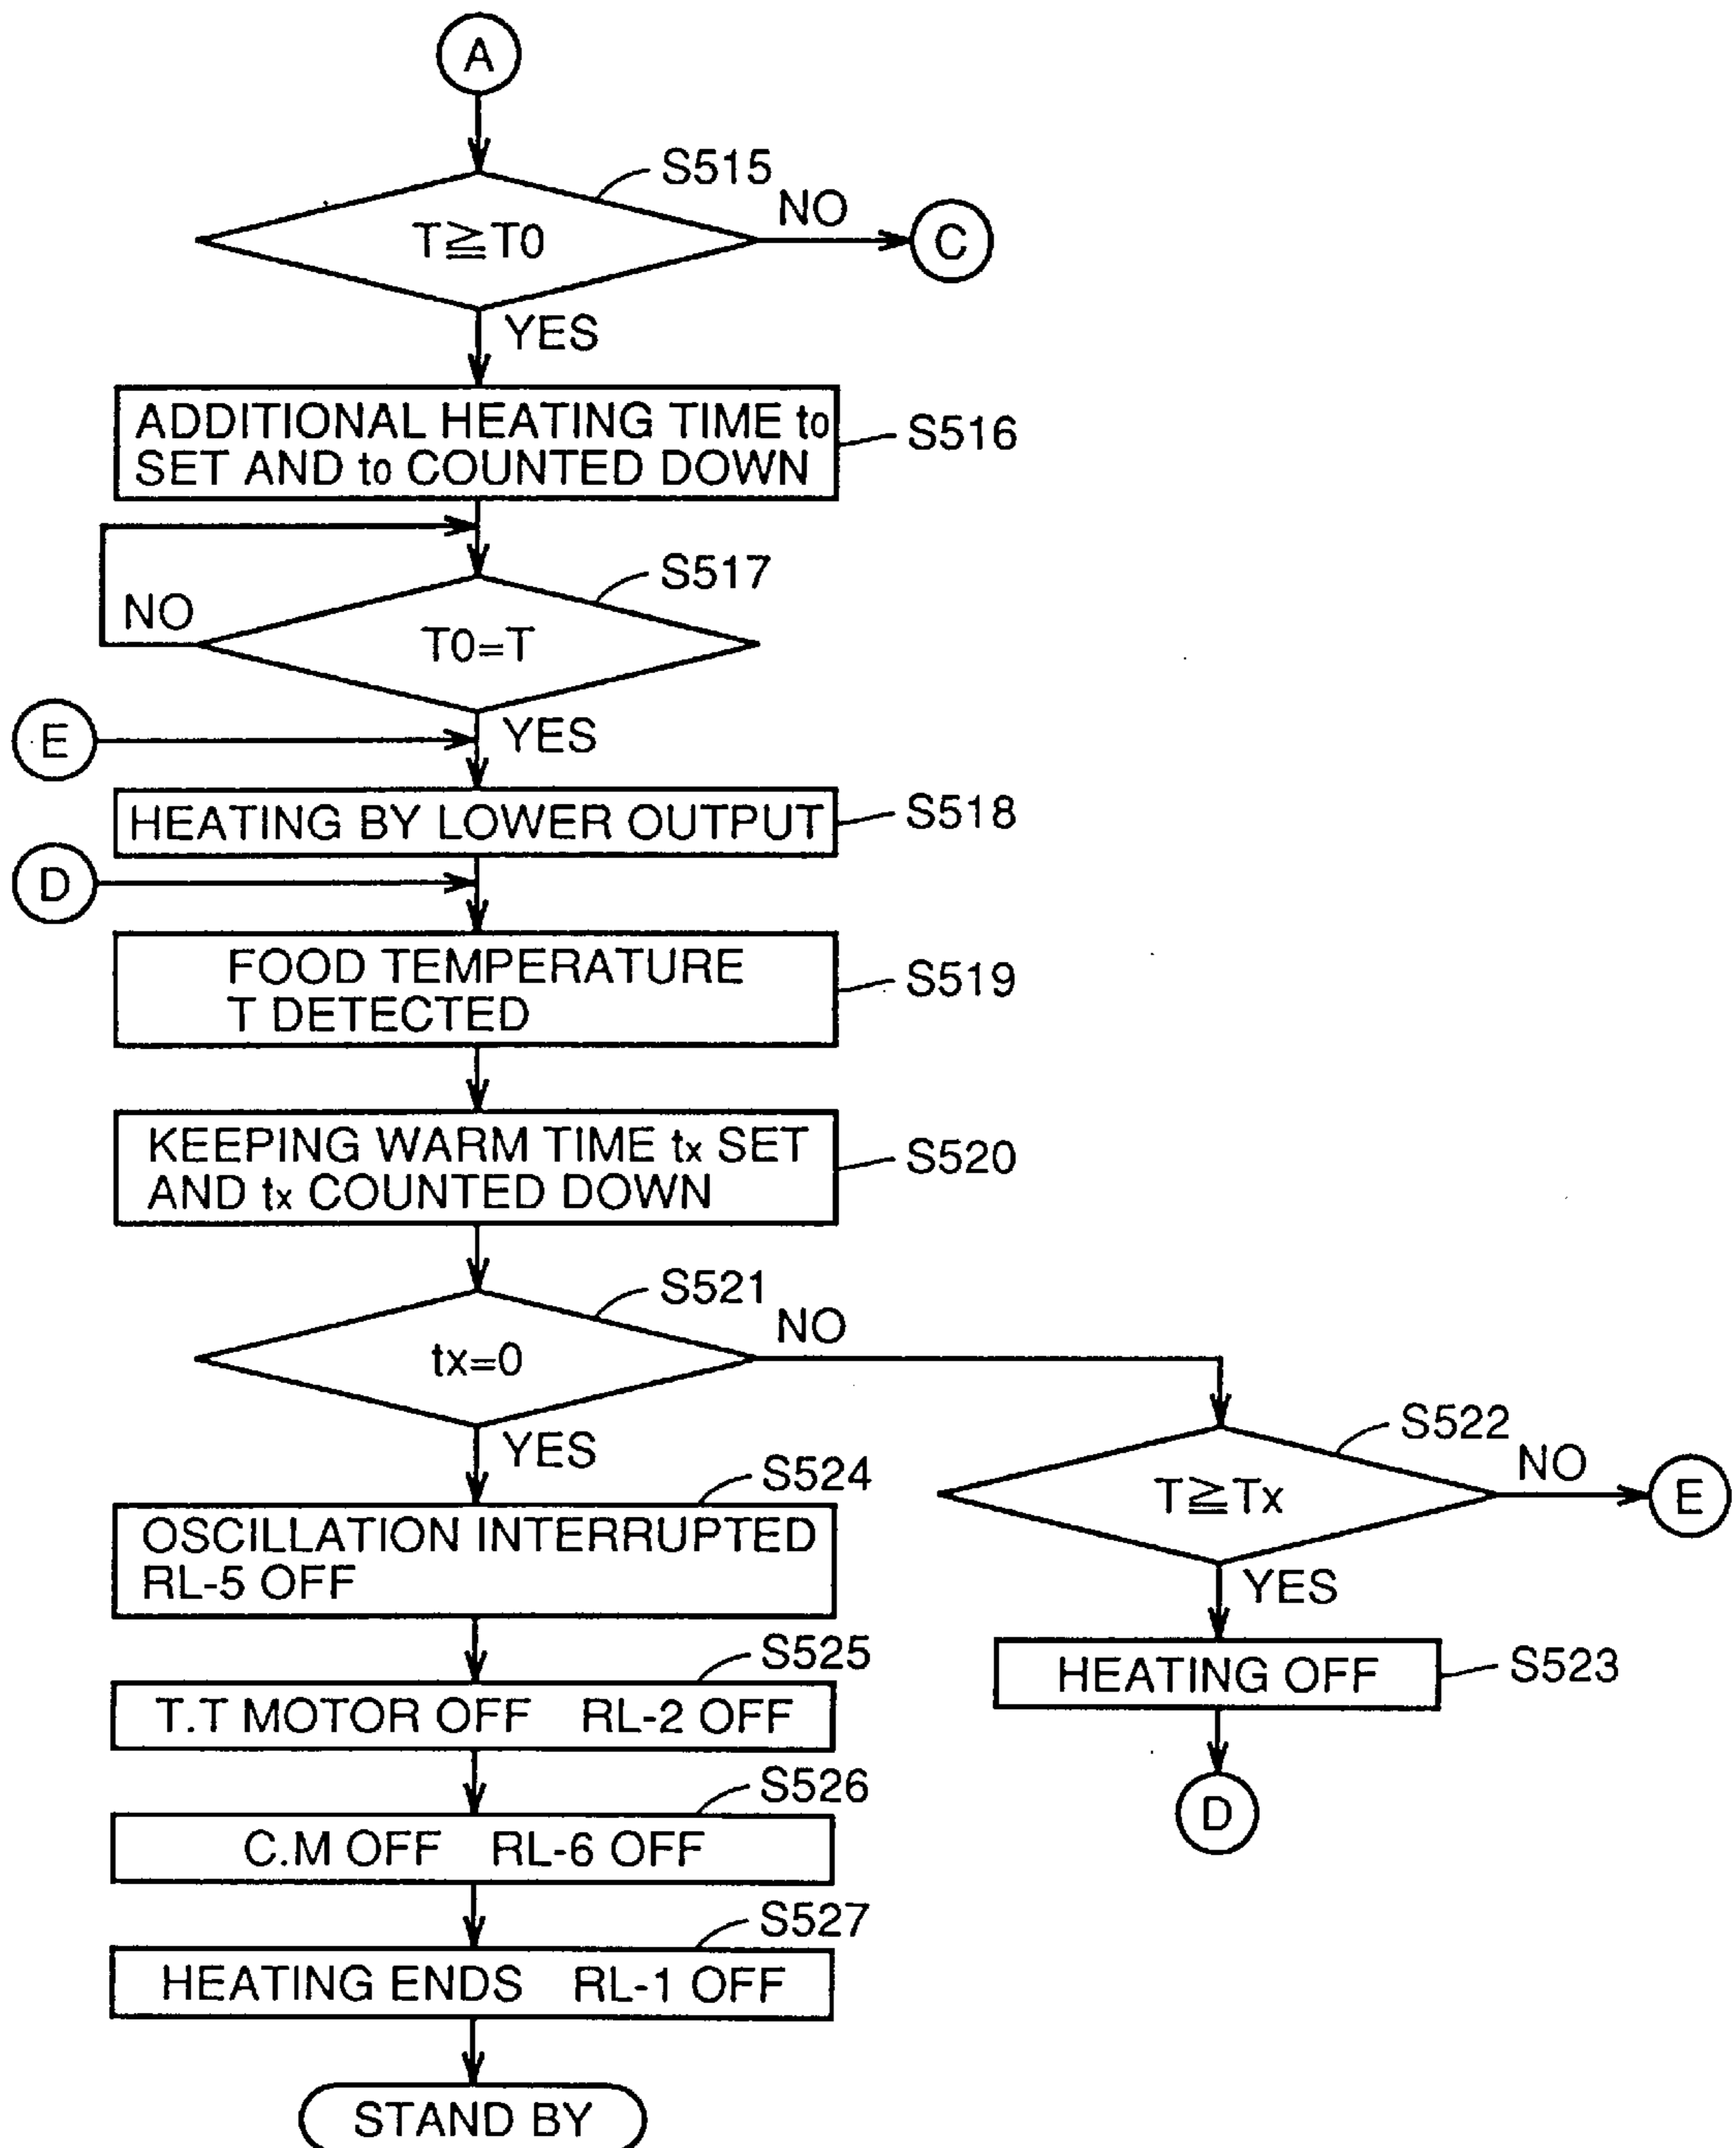 A
S515
T≧T0
NO
C
YES
ADDITIONAL HEATING TIME t0
SET AND t0 COUNTED DOWN
S516
S517
NO
T0=T
E
YES
HEATING BY LOWER OUTPUT
S518
D
FOOD TEMPERATURE
T DETECTED
S519
KEEPING WARM TIME tx SET
AND tx COUNTED DOWN
S520
S521
tx=0
NO
YES
S522
T≧Tx
NO
E
YES
HEATING OFF
S523
D
S524
OSCILLATION INTERRUPTED
RL-5 OFF
S525
T.T MOTOR OFF RL-2 OFF
S526
C.M OFF RL-6 OFF
S527
HEATING ENDS RL-1 OFF
STAND BY